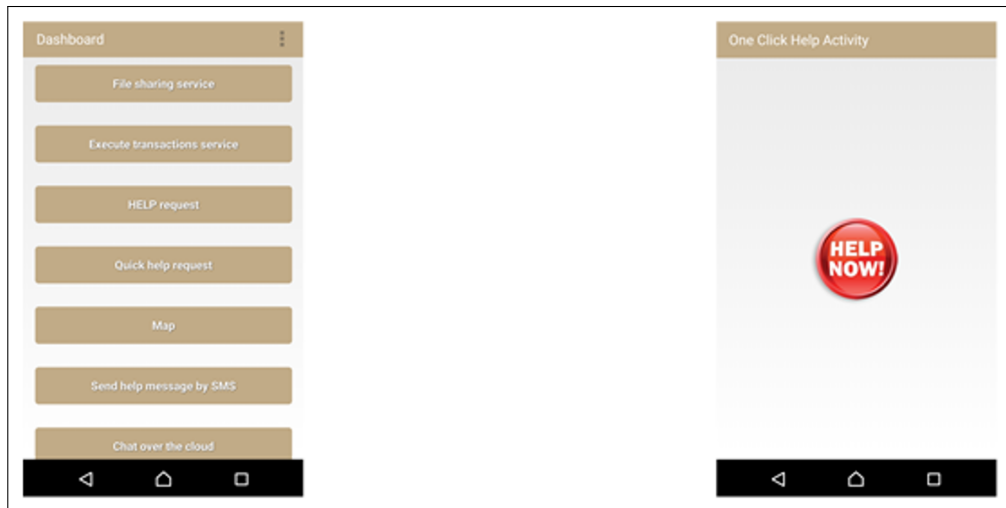 Dashboard
File sharing service
Execute transactions service
HELP request
Quick help request
Map
Send help message by SMS
Chat over the cloud
One Click Help Activity
HELP
NOW!